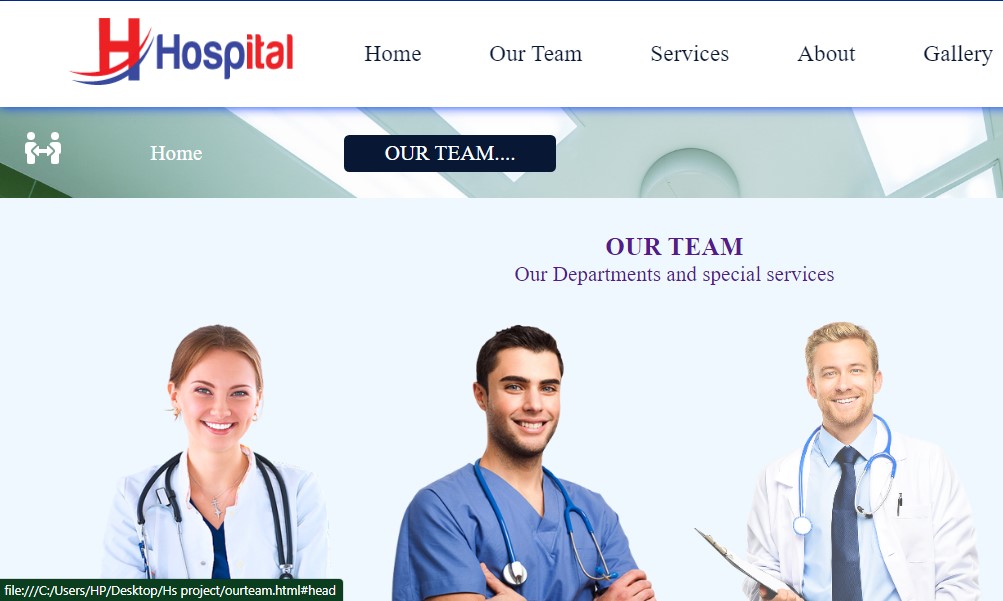 Hospital
Home Our Team Services About Gallery
Home OUR TEAM....
OUR TEAM
Our Departments and special services
file:///C:/Users/HP/Desktop/Hs project/ourteam.html#head